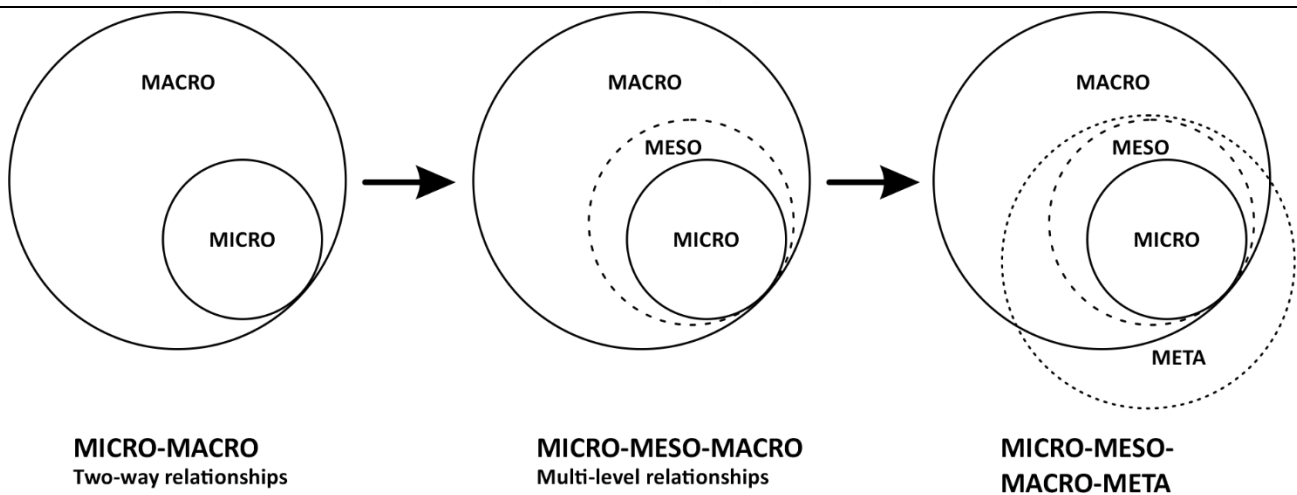 MACRO
MICRO
MACRO
MESO
MICRO
MACRO
MESO
MICRO
META
MICRO-MACRO
Two-way relationships
MICRO-MESO-MACRO
Multi-level relationships
MICRO-MESO-
MACRO-META